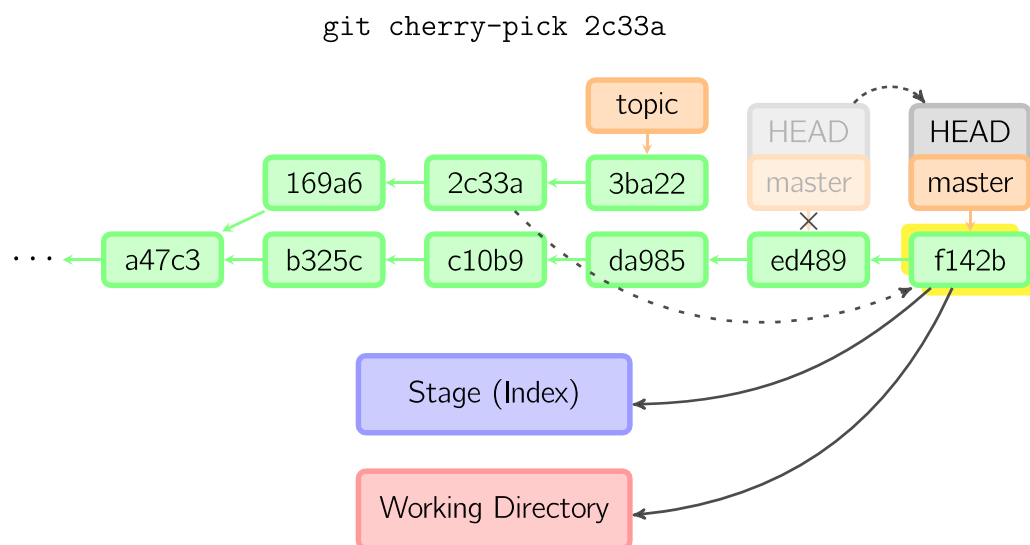 git cherry-pick 2c33a
topic
HEAD
HEAD
169a6
2c33a
3ba22
master
master
···
a47c3
b325c
c10b9
da985
ed489
f142b
Stage (Index)
Working Directory